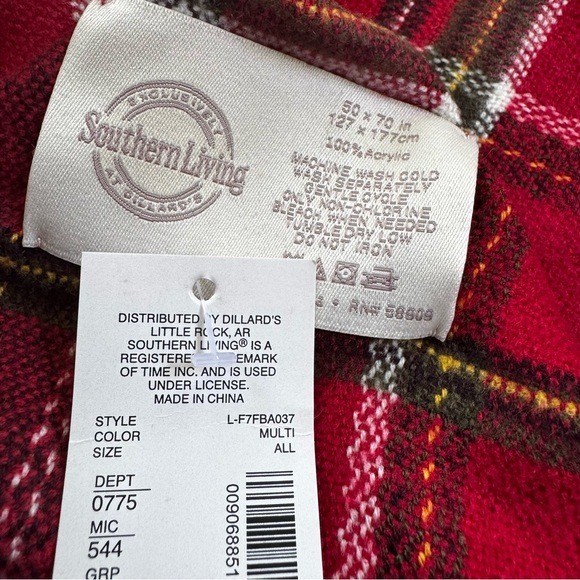 EXCLUSIVELY
Southern Living
AT DILLARD'S
50 x 70 in
127 x 177cm
100% Acrylic
MACHINE WASH COLD
WASH SEPARATELY
GENTLE CYCLE
ONLY NON-CHLORINE
BLEACH WHEN NEEDED
TUMBLE DRY LOW
DO NOT IRON
• RN# 58909
DISTRIBUTED BY DILLARD'S
LITTLE ROCK, AR
SOUTHERN LIVING® IS A
REGISTERE EMARK
OF TIME INC. AND IS USED
UNDER LICENSE.
MADE IN CHINA
STYLE L-F7FBA037
COLOR MULTI
SIZE ALL
DEPT
0775
MIC
544
GRP
009068851